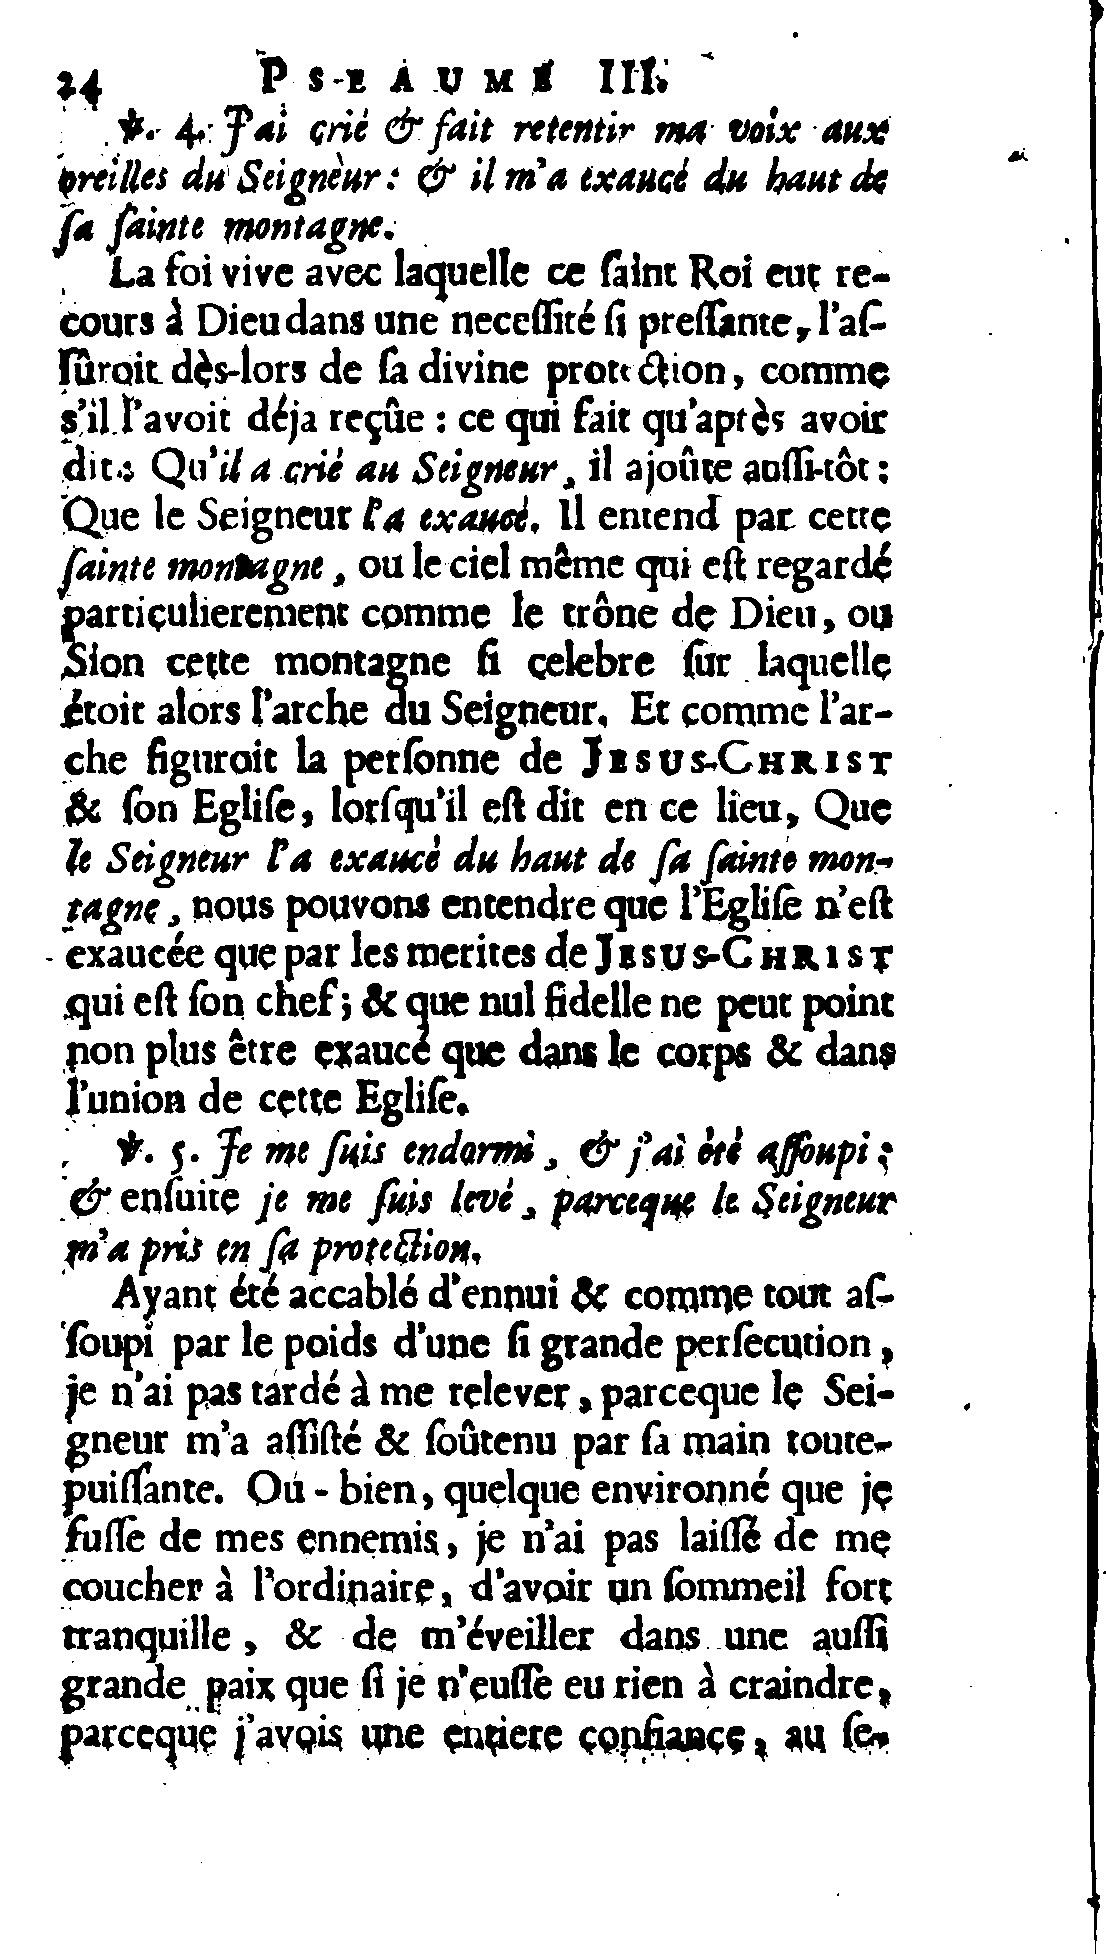 24 PSEAUME III.
℣. 4. J'ai crié & fait retentir ma voix aux
oreilles du Seigneur: & il m'a exaucé du haut de
ſa ſainte montagne.
La foi vive avec laquelle ce ſaint Roi eut re-
cours à Dieu dans une neceſſité ſi preſſante, l'aſ-
ſûroit dès-lors de ſa divine protection, comme
s'il l'avoit déja reçûe : ce qui fait qu'après avoir
dit: Qu'il a crié au Seigneur, il ajoûte auſſi-tôt:
Que le Seigneur l'a exaucé. Il entend par cette
ſainte montagne, ou le ciel même qui eſt regardé
particulierement comme le trône de Dieu, ou
Sion cette montagne ſi celebre ſur laquelle
étoit alors l'arche du Seigneur. Et comme l'ar-
che figuroit la perſonne de JESUS-CHRIST
& ſon Egliſe, lorſqu'il eſt dit en ce lieu, Que
le Seigneur l'a exaucé du haut de ſa ſainte mon-
tagne, nous pouvons entendre que l'Egliſe n'eſt
exaucée que par les merites de JESUS-CHRIST
qui eſt ſon chef; & que nul fidelle ne peut point
non plus être exaucé que dans le corps & dans
l'union de cette Egliſe.
℣. 5. Je me ſuis endormi, & j'ai été aſſoupi;
& enſuite je me ſuis levé, parceque le Seigneur
m'a pris en ſa protection.
Ayant été accablé d'ennui & comme tout aſ-
ſoupi par le poids d'une ſi grande perſecution,
je n'ai pas tardé à me relever, parceque le Sei-
gneur m'a aſſiſté & ſoûtenu par ſa main toute-
puiſſante. Ou-bien, quelque environné que je
fuſſe de mes ennemis, je n'ai pas laiſſé de me
coucher à l'ordinaire, d'avoir un ſommeil fort
tranquille, & de m'éveiller dans une auſſi
grande paix que ſi je n'euſſe eu rien à craindre,
parceque j'avois une entiere confiance, au ſe-